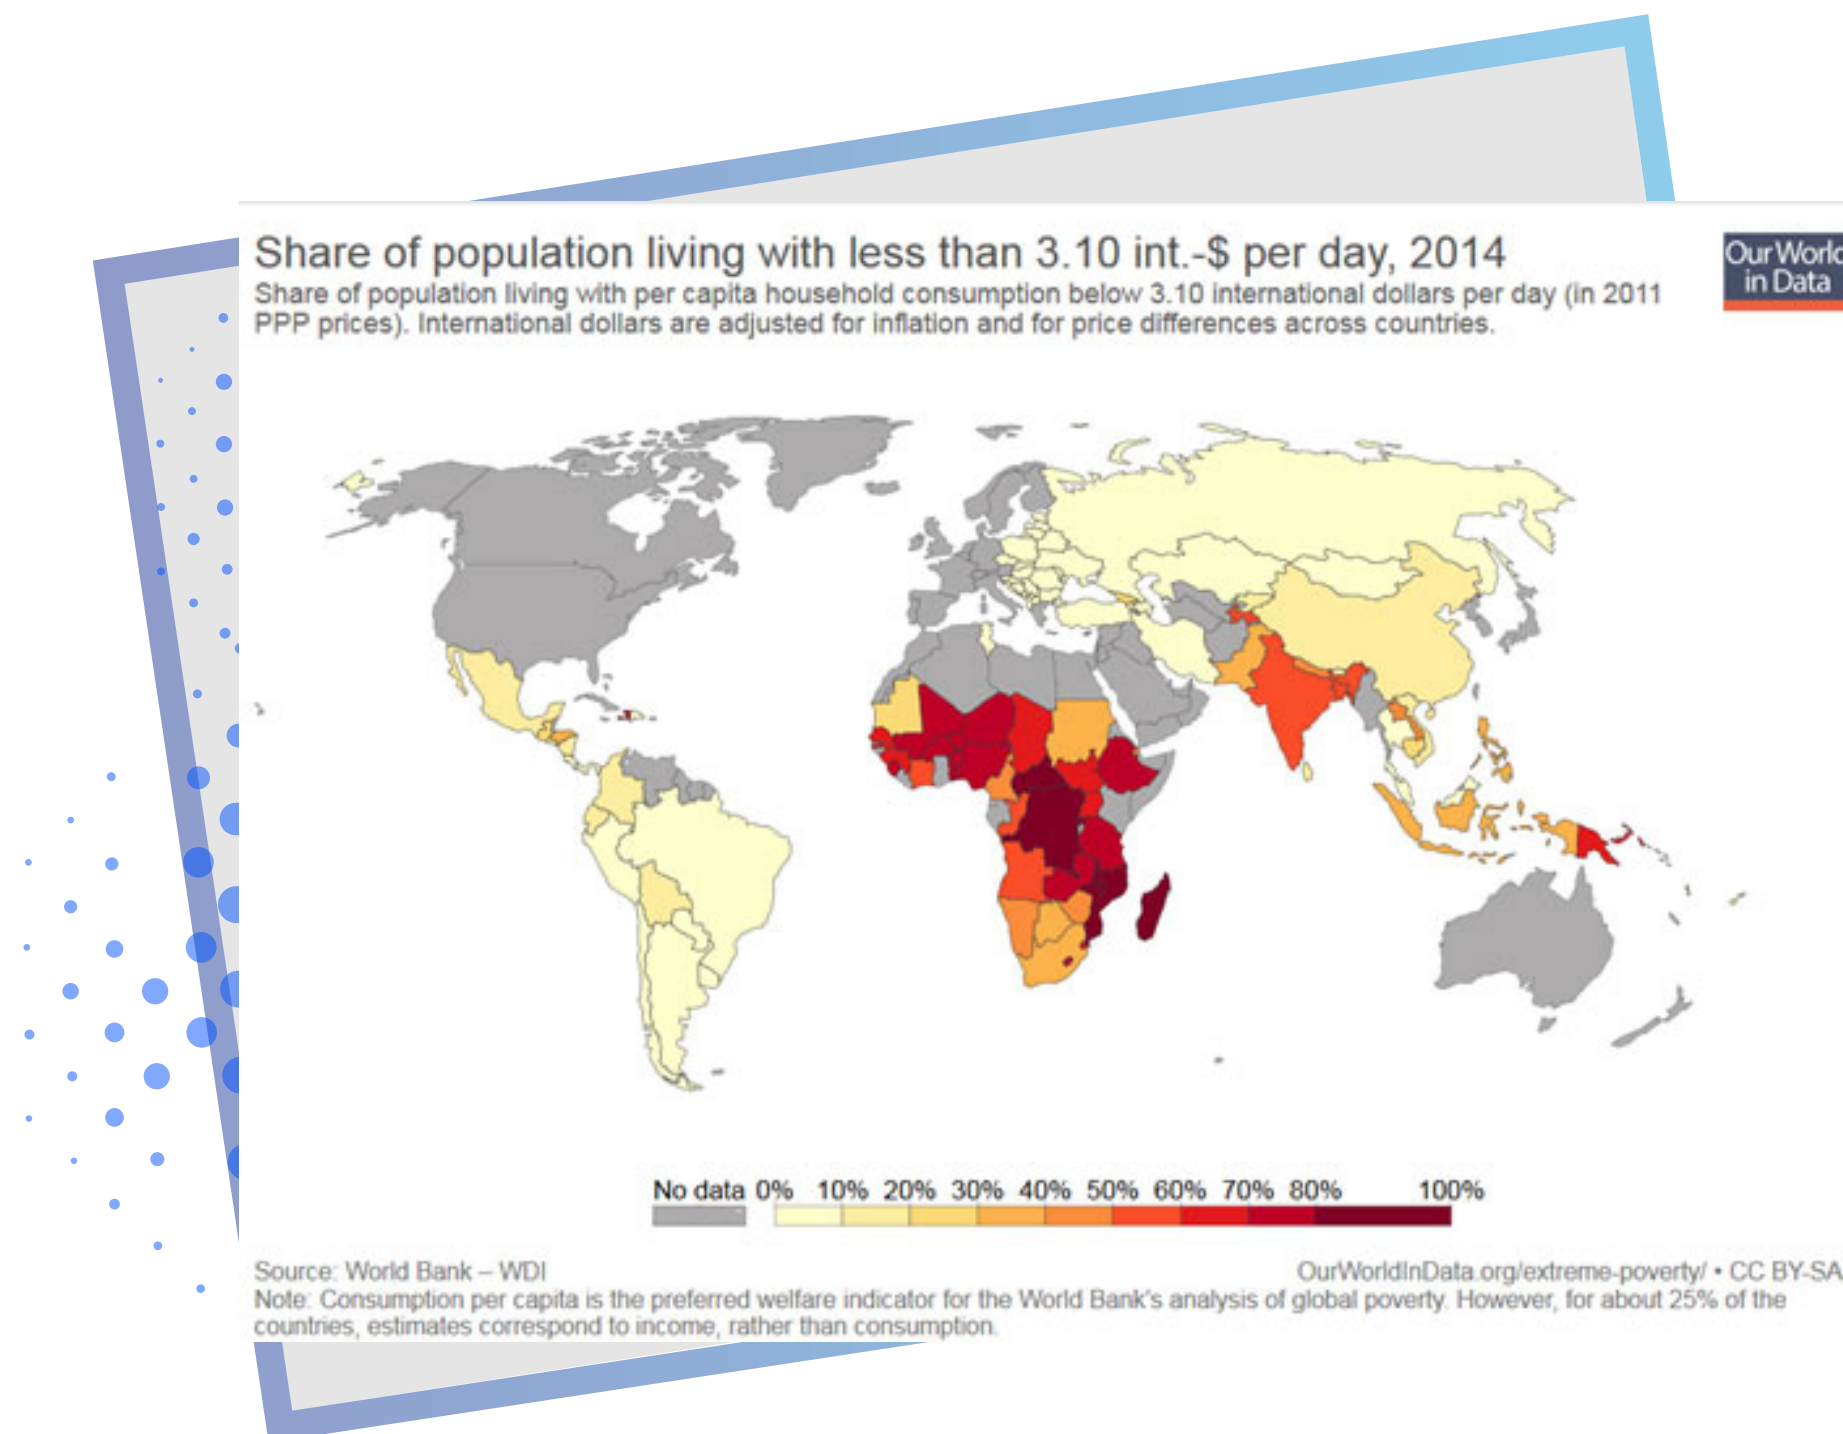 Share of population living with less than 3.10 int.-$ per day, 2014
Our World
in Data
Share of population living with per capita household consumption below 3.10 international dollars per day (in 2011
PPP prices). International dollars are adjusted for inflation and for price differences across countries.
No data 0% 10% 20% 30% 40% 50% 60% 70% 80% 100%
Source: World Bank – WDI
OurWorldInData.org/extreme-poverty/ • CC BY-SA
Note: Consumption per capita is the preferred welfare indicator for the World Bank's analysis of global poverty. However, for about 25% of the
countries, estimates correspond to income, rather than consumption.